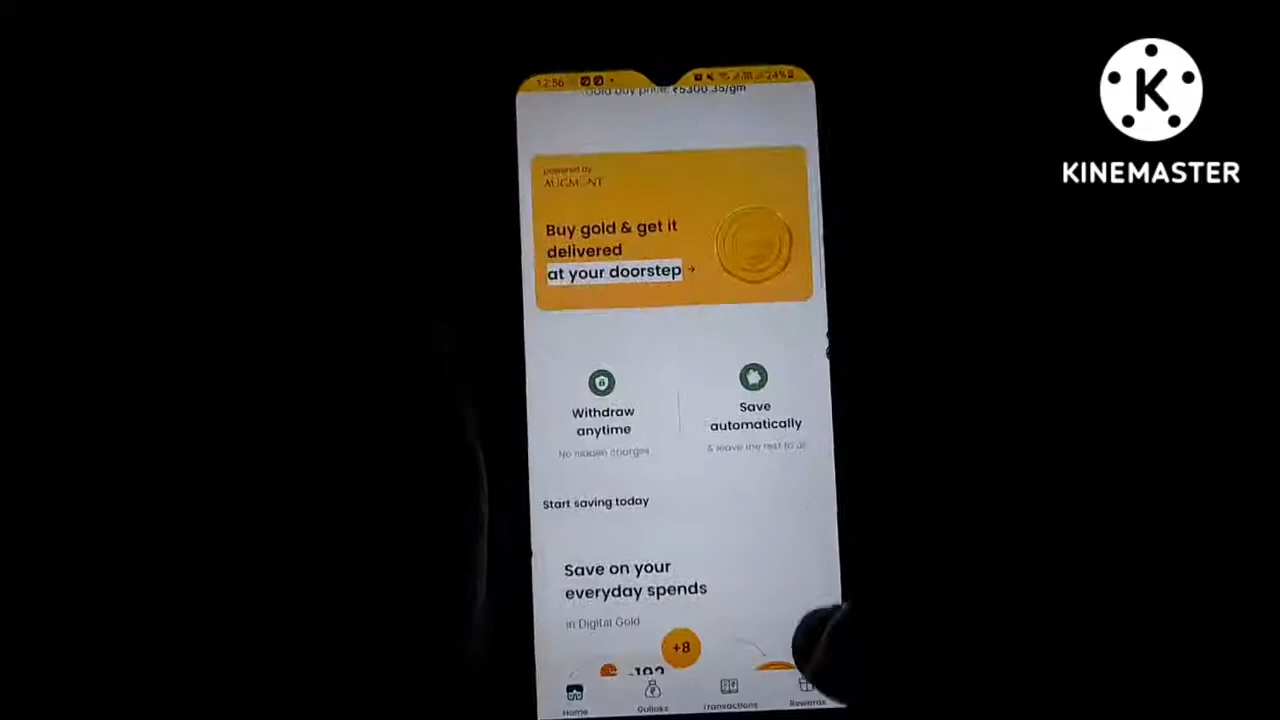 12:56
24%
Gold buy price: ₹5300.35/gm
powered by
AUGMONT
Buy gold & get it
delivered
at your doorstep →
Withdraw
anytime
No hidden charges
Save
automatically
& leave the rest to
Start saving today
Save on your
everyday spends
in Digital Gold
+8
Home
Gullaks
Transactions
Rewards
K
KINEMASTER